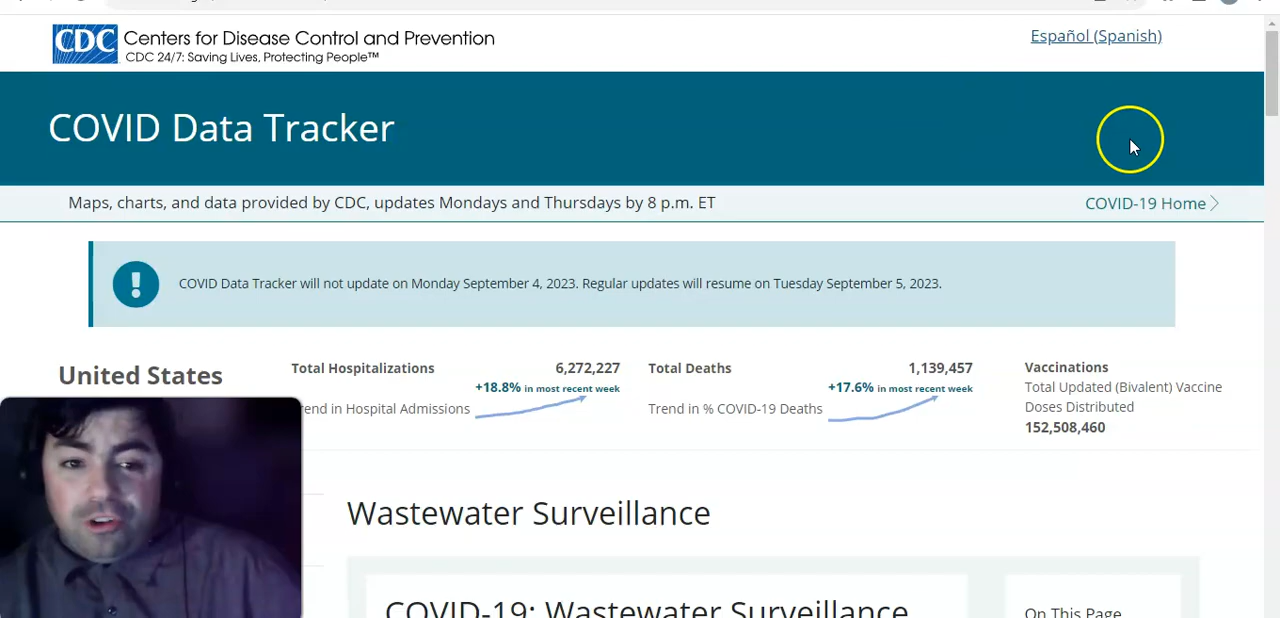 CDC Centers for Disease Control and Prevention
CDC 24/7: Saving Lives, Protecting People™
Español (Spanish)
COVID Data Tracker
Maps, charts, and data provided by CDC, updates Mondays and Thursdays by 8 p.m. ET
COVID-19 Home
COVID Data Tracker will not update on Monday September 4, 2023. Regular updates will resume on Tuesday September 5, 2023.
United States
Total Hospitalizations 6,272,227
+18.8% in most recent week
rend in Hospital Admissions
Total Deaths 1,139,457
+17.6% in most recent week
Trend in % COVID-19 Deaths
Vaccinations
Total Updated (Bivalent) Vaccine
Doses Distributed
152,508,460
Wastewater Surveillance
COVID-19: Wastewater Surveillance
On This Page